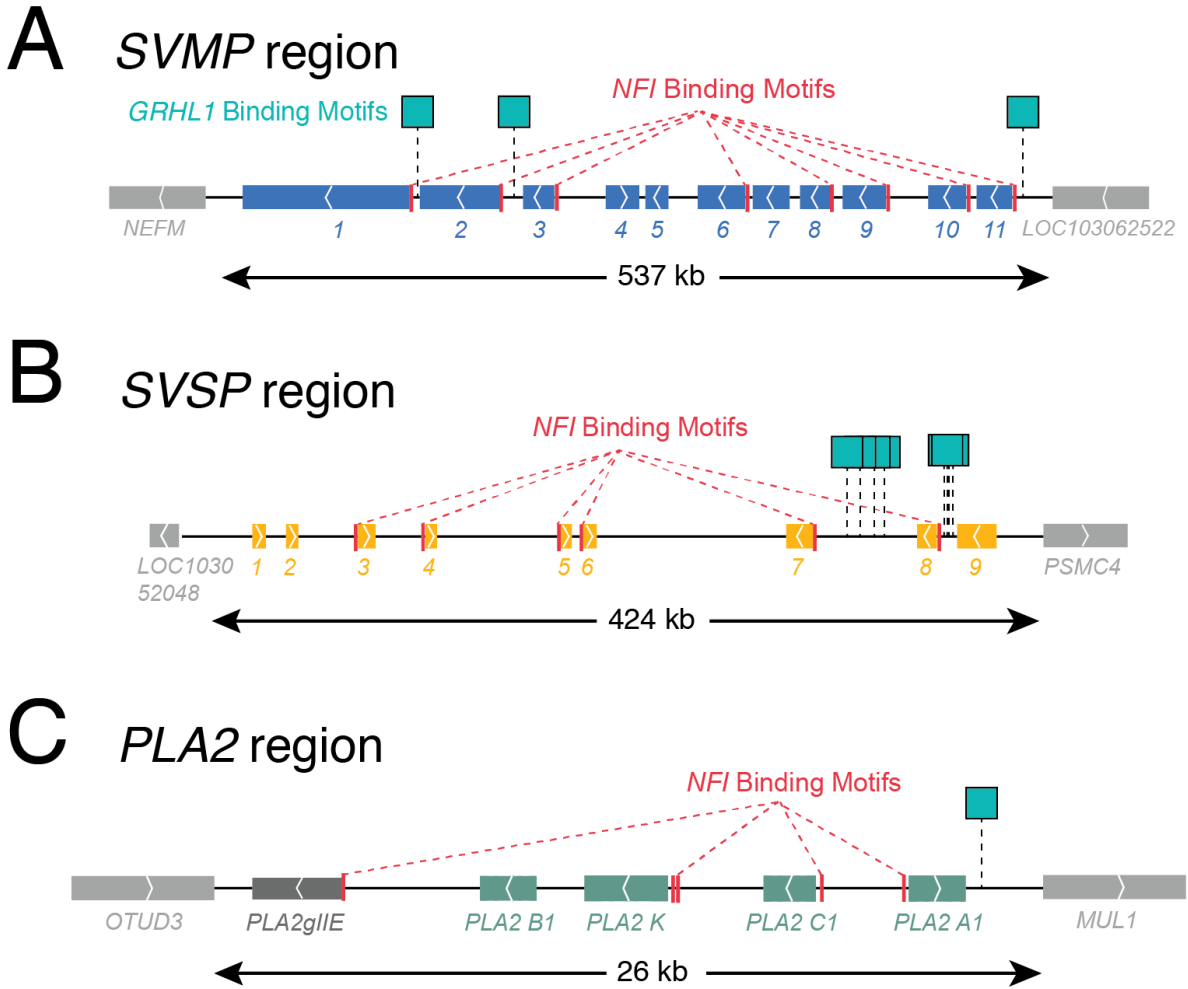 A SVMP region
GRHL1 Binding Motifs
NFI Binding Motifs
NEFM 1 2 3 4 5 6 7 8 9 10 11 LOC103062522
537 kb
B SVSP region
NFI Binding Motifs
LOC1030
52048
1 2 3 4 5 6 7 8 9 PSMC4
424 kb
C PLA2 region
NFI Binding Motifs
OTUD3 PLA2gIIE PLA2 B1 PLA2 K PLA2 C1 PLA2 A1 MUL1
26 kb